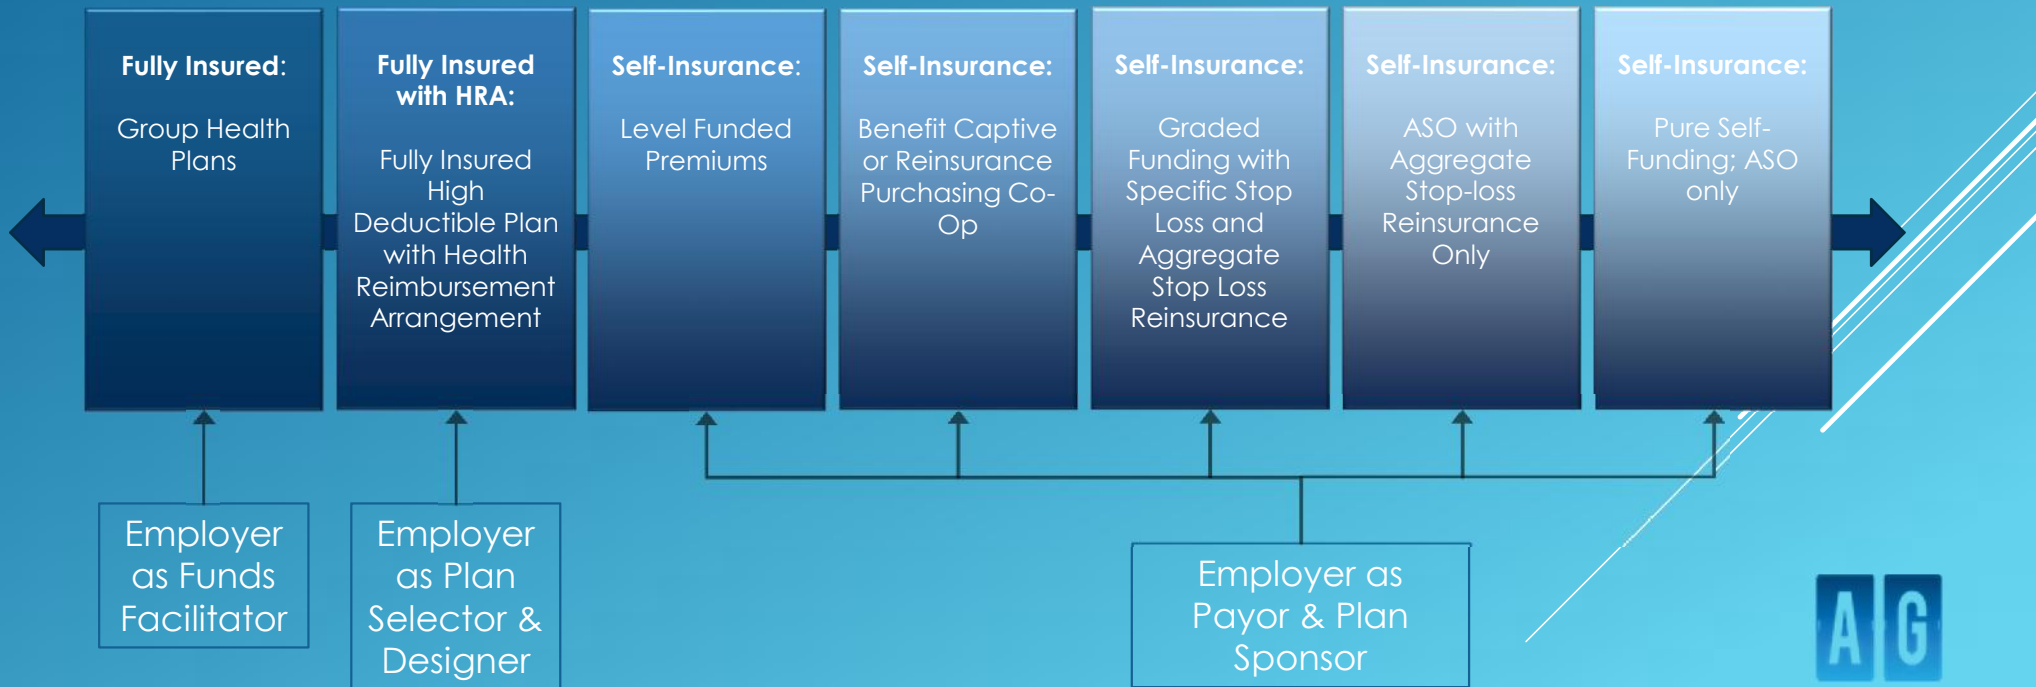 Fully Insured:
Group Health
Plans
Fully Insured
with HRA:
Fully Insured
High
Deductible Plan
with Health
Reimbursement
Arrangement
Self-Insurance:
Level Funded
Premiums
Self-Insurance:
Benefit Captive
or Reinsurance
Purchasing Co-
Op
Self-Insurance:
Graded
Funding with
Specific Stop
Loss and
Aggregate
Stop Loss
Reinsurance
Self-Insurance:
ASO with
Aggregate
Stop-loss
Reinsurance
Only
Self-Insurance:
Pure Self-
Funding; ASO
only
Employer
as Funds
Facilitator
Employer
as Plan
Selector &
Designer
Employer as
Payor & Plan
Sponsor
AG